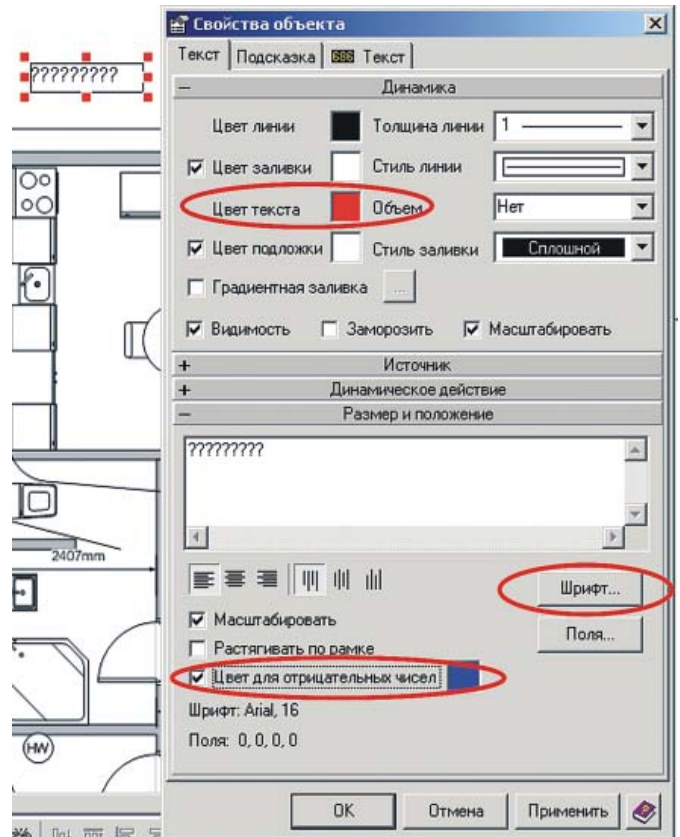 Свойства объекта
Текст Подсказка Текст
?????????
Динамика
Цвет линии Толщина линии 1
Цвет заливки Стиль линии
Цвет текста Объем Нет
Цвет подложки Стиль заливки Сплошной
Градиентная заливка ...
Видимость Заморозить Масштабировать
+ Источник
+ Динамическое действие
Размер и положение
?????????
2407mm
Шрифт...
Масштабировать
Поля...
Растягивать по рамке
Цвет для отрицательных чисел
Шрифт: Arial, 16
Поля: 0, 0, 0, 0
HW
OK Отмена Применить